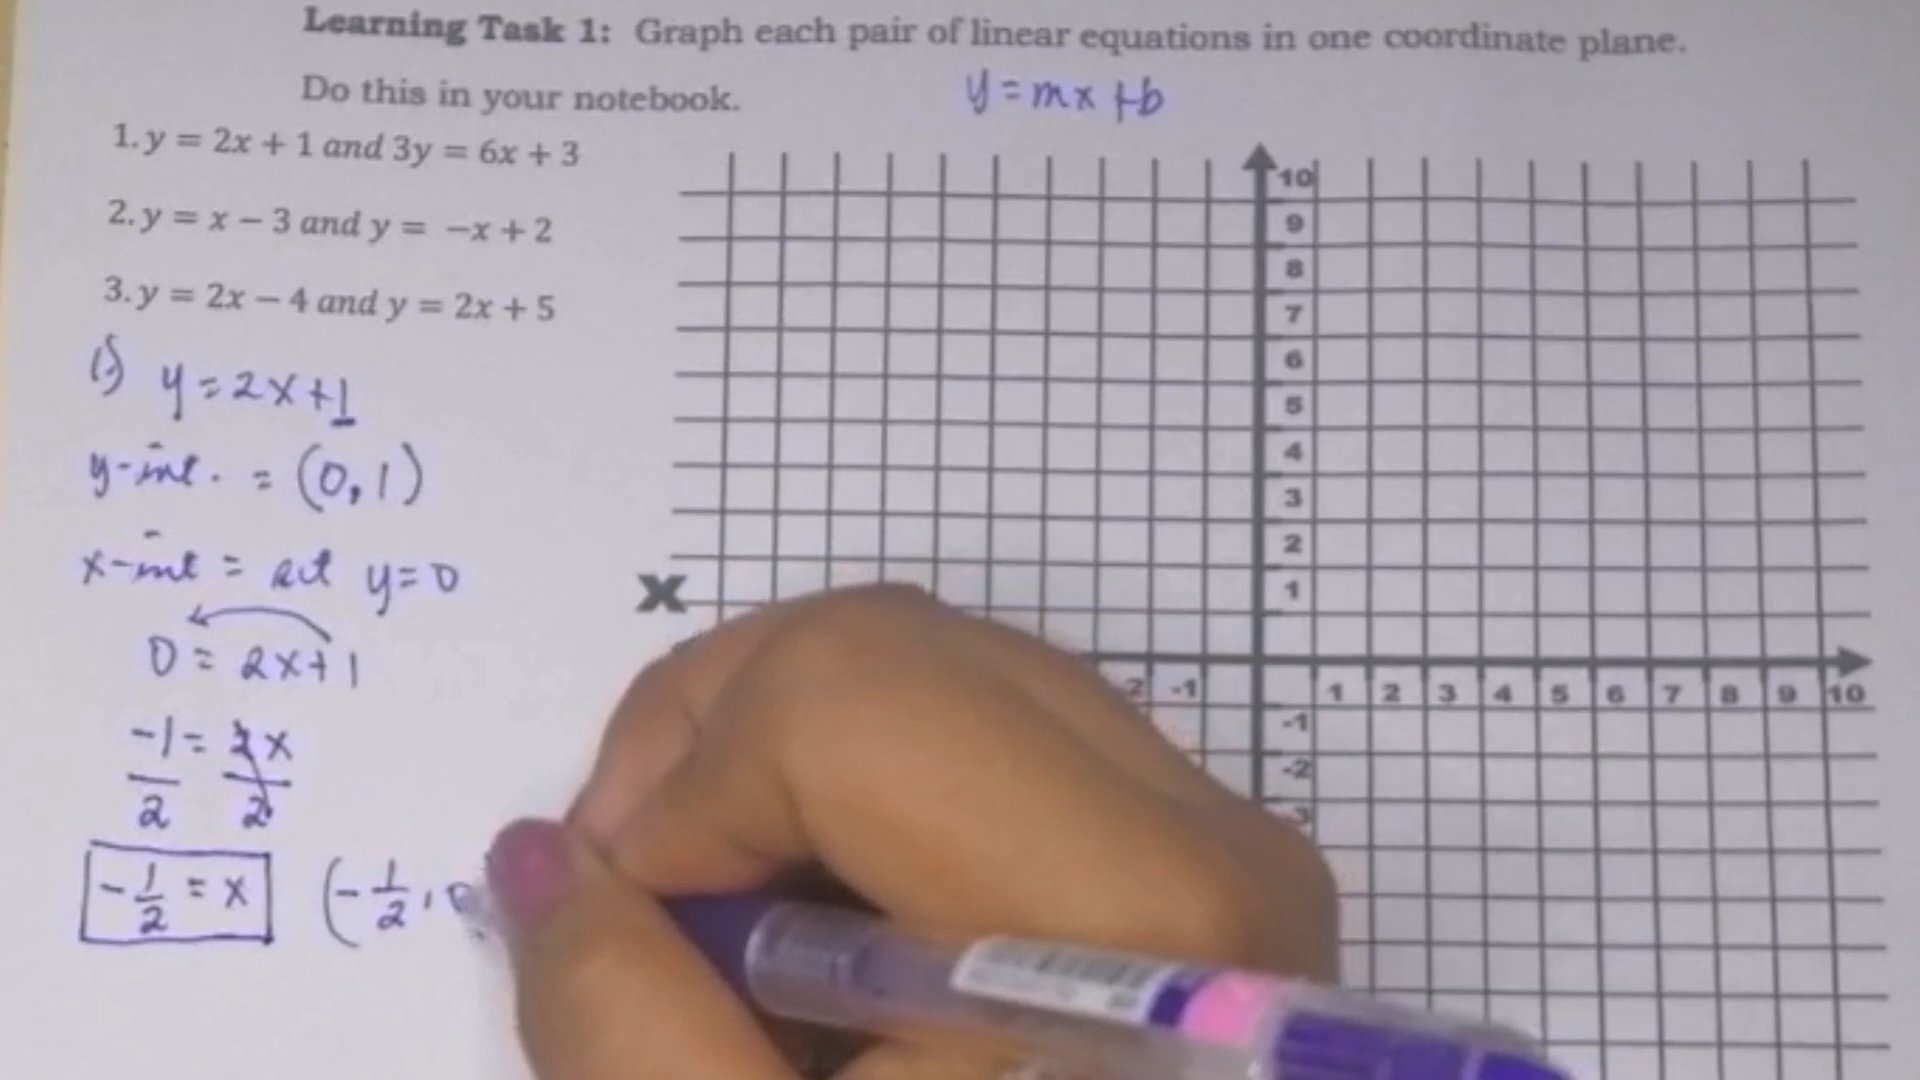 Learning Task 1: Graph each pair of linear equations in one coordinate plane.
Do this in your notebook.
y = mx + b
1. y = 2x + 1 and 3y = 6x + 3
2. y = x − 3 and y = −x + 2
3. y = 2x − 4 and y = 2x + 5
1) y = 2x + 1
y-int. = (0, 1)
x-int = at y = 0
0 = 2x + 1
-1 = 2x
2 2
-1/2 = x (-1/2, 0
10
9
8
7
6
5
4
3
2
1
X
-2 -1 1 2 3 4 5 6 7 8 9 10
-1
-2
-3